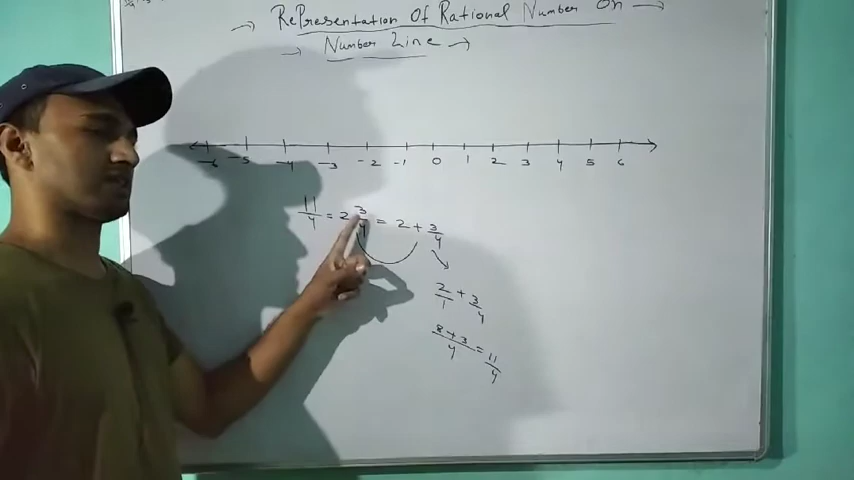 → RePresentation Of Rational Number On →
→ Number Line →
-6 -5 -4 -3 -2 -1 0 1 2 3 4 5 6
11/4 = 2 3/4 = 2 + 3/4
2/1 + 3/4
8+3/4 = 11/4